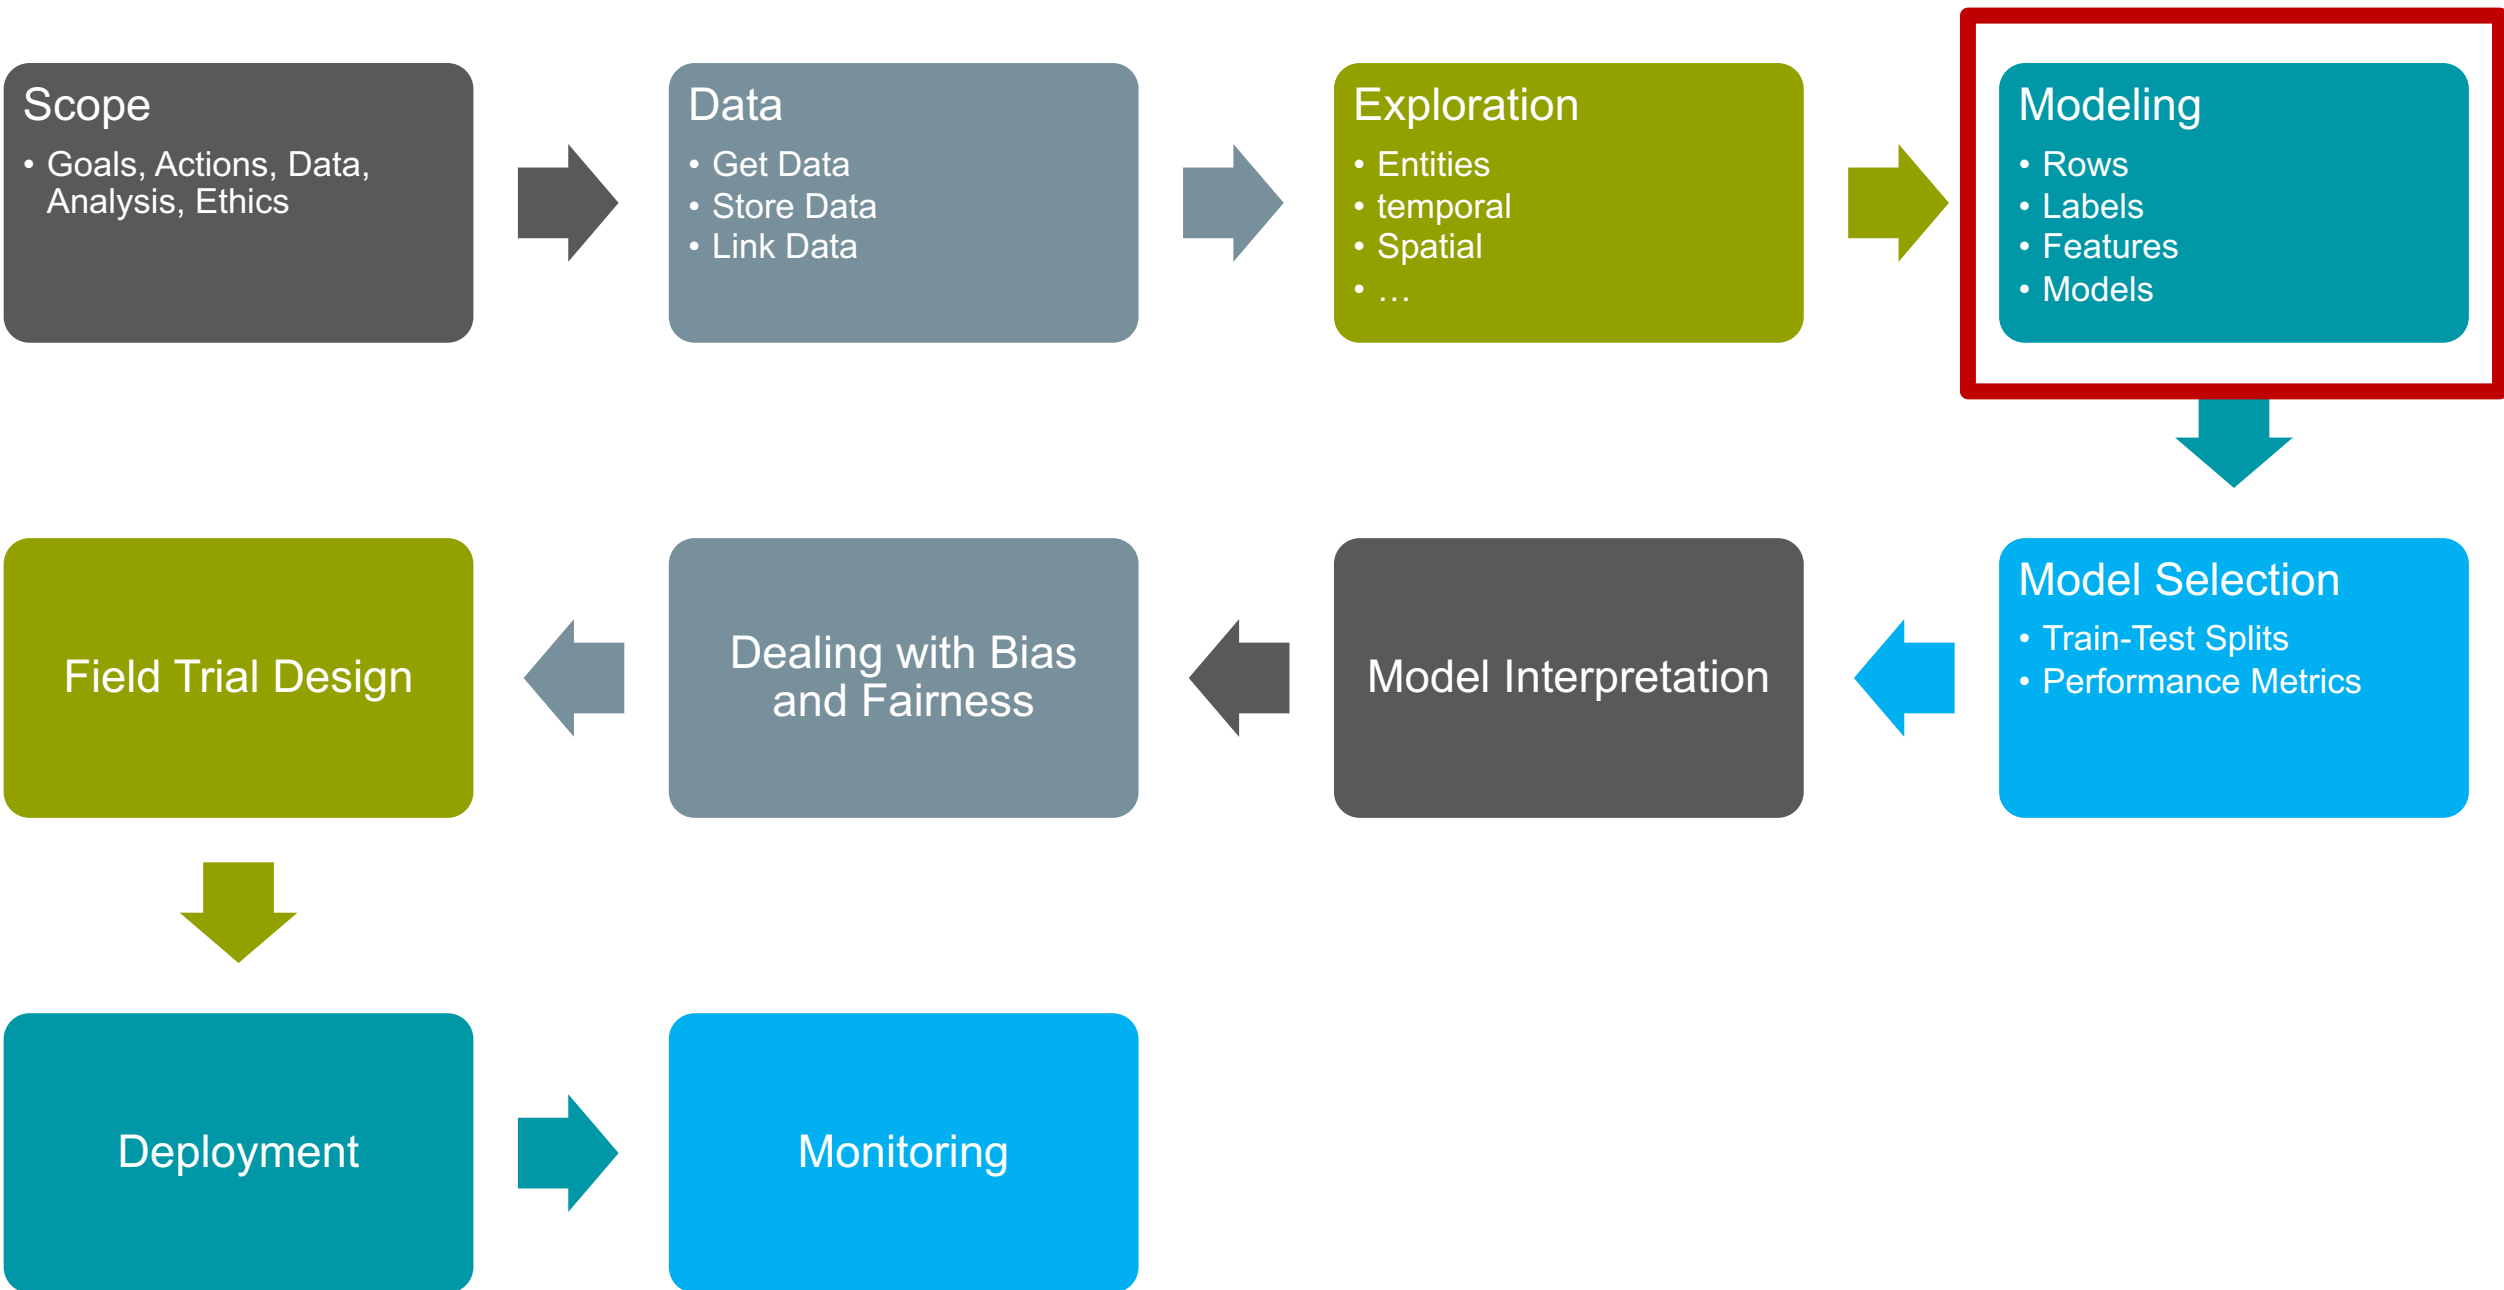 Scope
• Goals, Actions, Data,
Analysis, Ethics
Data
• Get Data
• Store Data
• Link Data
Exploration
• Entities
• temporal
• Spatial
• …
Modeling
• Rows
• Labels
• Features
• Models
Model Selection
• Train-Test Splits
• Performance Metrics
Model Interpretation
Dealing with Bias
and Fairness
Field Trial Design
Deployment
Monitoring